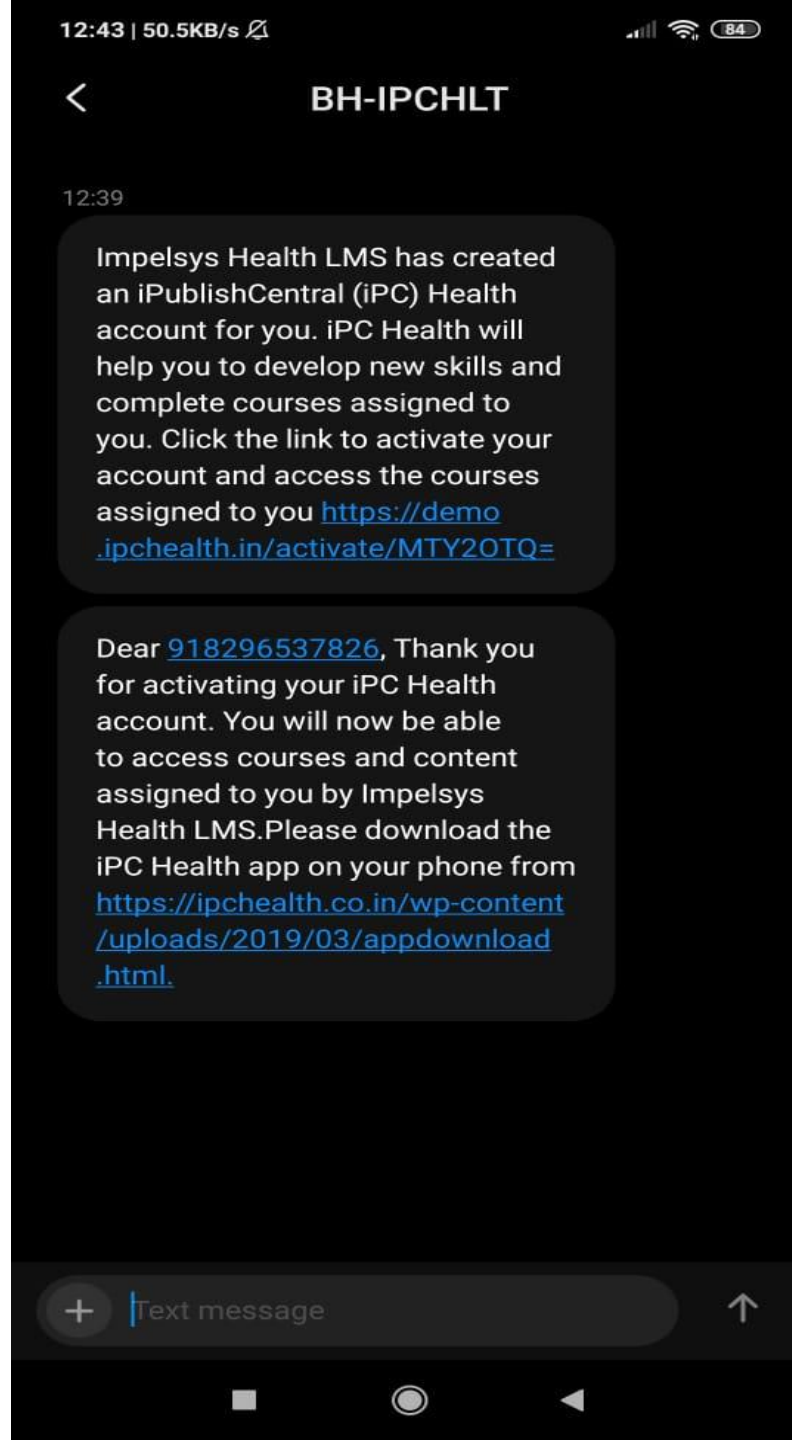 12:43 | 50.5KB/s
84
BH-IPCHLT
12:39
Impelsys Health LMS has created
an iPublishCentral (iPC) Health
account for you. iPC Health will
help you to develop new skills and
complete courses assigned to
you. Click the link to activate your
account and access the courses
assigned to you https://demo
.ipchealth.in/activate/MTY2OTQ=
Dear 918296537826, Thank you
for activating your iPC Health
account. You will now be able
to access courses and content
assigned to you by Impelsys
Health LMS.Please download the
iPC Health app on your phone from
https://ipchealth.co.in/wp-content
/uploads/2019/03/appdownload
.html.
Text message